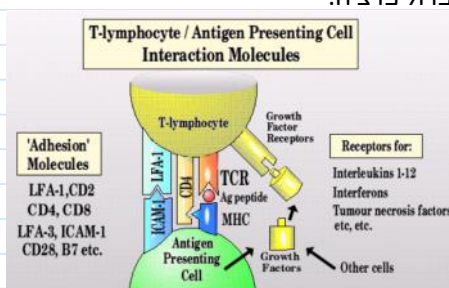 T-lymphocyte / Antigen Presenting Cell
Interaction Molecules
'Adhesion'
Molecules
LFA-1,CD2
CD4, CD8
LFA-3, ICAM-1
CD28, B7 etc.
T-lymphocyte
LFA-1
ICAM-1
CD4
TCR
Ag peptide
MHC
Antigen
Presenting
Cell
Growth
Factor
Receptors
Growth
Factors
Other cells
Receptors for:
Interleukins 1-12
Interferons
Tumour necrosis factors
etc, etc.